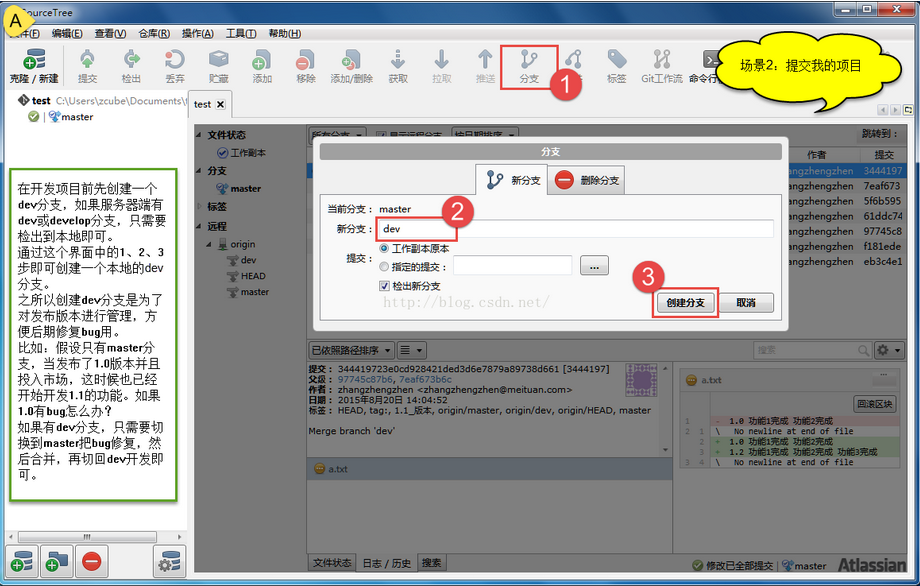 A
SourceTree
文件(F) 编辑(E) 查看(V) 仓库(R) 操作(A) 工具(T) 帮助(H)
克隆 / 新建 提交 检出 丢弃 贮藏 添加 移除 添加/删除 获取 拉取 推送 分支 标签 Git工作流 命令行
1
场景2：提交我的项目
test C:\Users\zcube\Documents\
master
test
在开发项目前先创建一个
dev分支，如果服务器端有
dev或develop分支，只需要
检出到本地即可。
通过这个界面中的1、2、3
步即可创建一个本地的dev
分支。
之所以创建dev分支是为了
对发布版本进行管理，方
便后期修复bug用。
比如：假设只有master分
支，当发布了1.0版本并且
投入市场，这时候也已经
开始开发1.1的功能。如果
1.0有bug怎么办？
如果有dev分支，只需要切
换到master把bug修复，然
后合并，再切回dev开发即
可。
文件状态
工作副本
分支
master
标签
远程
origin
dev
HEAD
master
所有分支 显示远程分支 按日期排序 跳到：
作者 提交
angzhengzhen 3444197
angzhengzhen 7eaf673
angzhengzhen 5f6b595
angzhengzhen 61ddc74
angzhengzhen 97745c8
angzhengzhen f181ede
angzhengzhen eb3c4e1
分支
新分支 删除分支
当前分支： master
2
新分支： dev
提交： 工作副本原本
指定的提交： ...
检出新分支
3
http://blog.csdn.net/
创建分支 取消
已依照路径排序 搜索
提交： 344419723e0cd928421ded3d6e7879a89738d661 [3444197]
父级： 97745c87b6, 7eaf673b6c
作者： zhangzhengzhen <zhangzhengzhen@meituan.com>
日期： 2015年8月20日 14:04:52
标签： HEAD, tag:, 1.1_版本, origin/master, origin/dev, origin/HEAD, master
Merge branch 'dev'
a.txt
a.txt
回滚区块
1 - 1.0 功能1完成 功能2完成
2 1 \ No newline at end of file
2 + 1.0 功能1完成 功能2完成
3 + 1.2 功能1完成 功能2完成 功能3完成
3 4 \ No newline at end of file
文件状态 日志 / 历史 搜索
修改已全部提交 master Atlassian